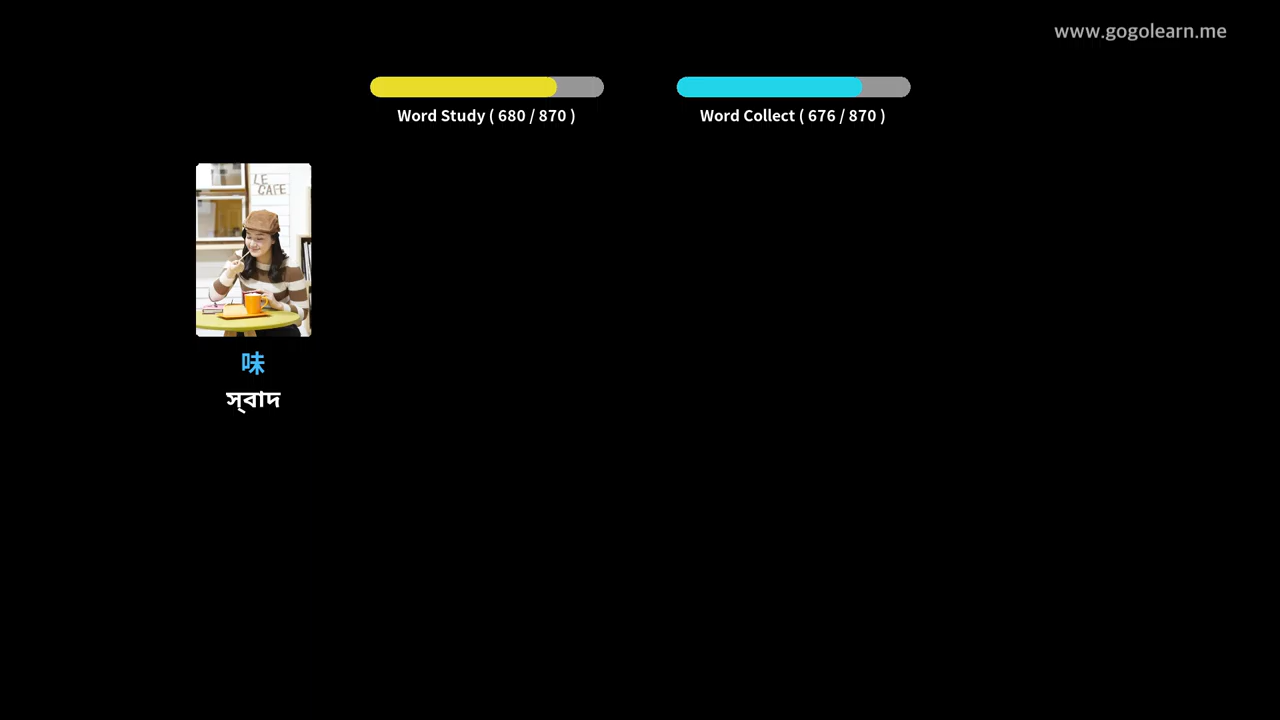 www.gogolearn.me
Word Study ( 680 / 870 )
Word Collect ( 676 / 870 )
LE
CAFE
味
স্বাদ